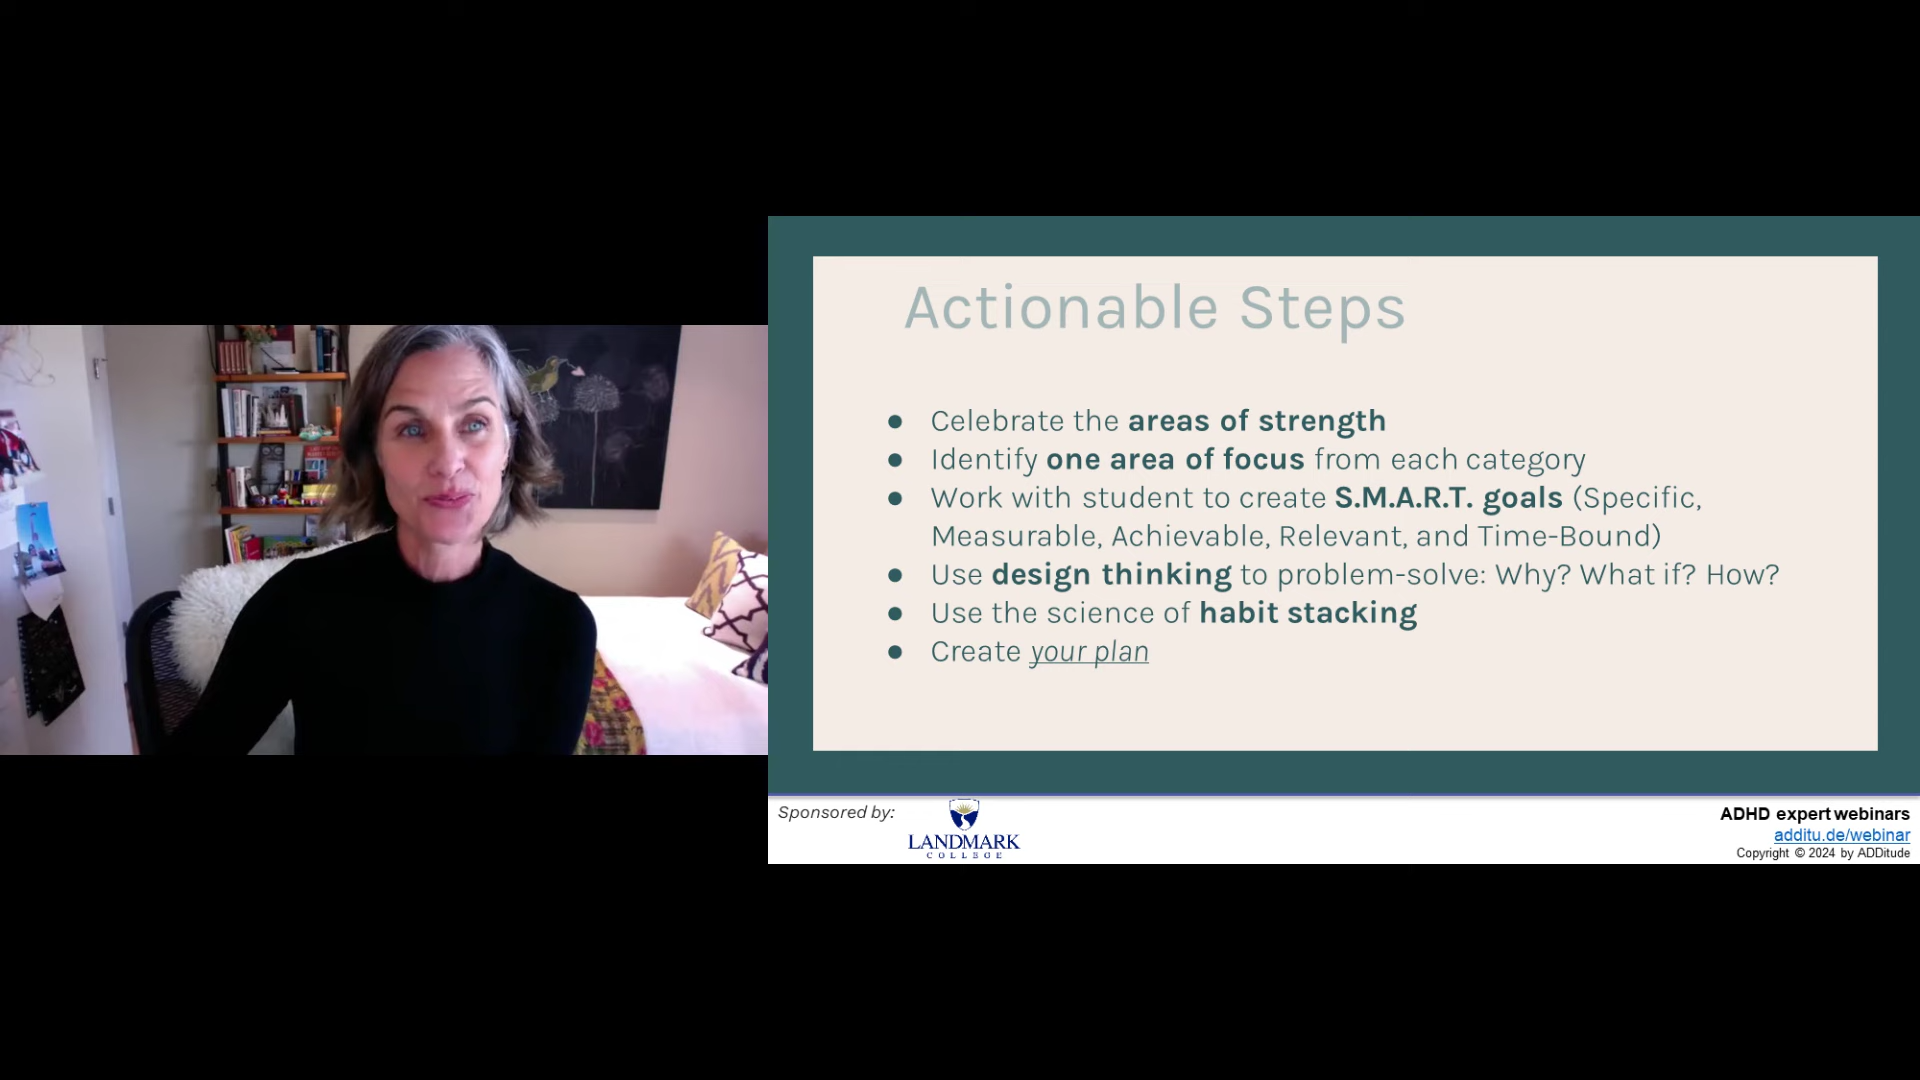 Actionable Steps
● Celebrate the areas of strength
● Identify one area of focus from each category
● Work with student to create S.M.A.R.T. goals (Specific,
Measurable, Achievable, Relevant, and Time-Bound)
● Use design thinking to problem-solve: Why? What if? How?
● Use the science of habit stacking
● Create your plan
Sponsored by:
LANDMARK
COLLEGE
ADHD expert webinars
additu.de/webinar
Copyright © 2024 by ADDitude